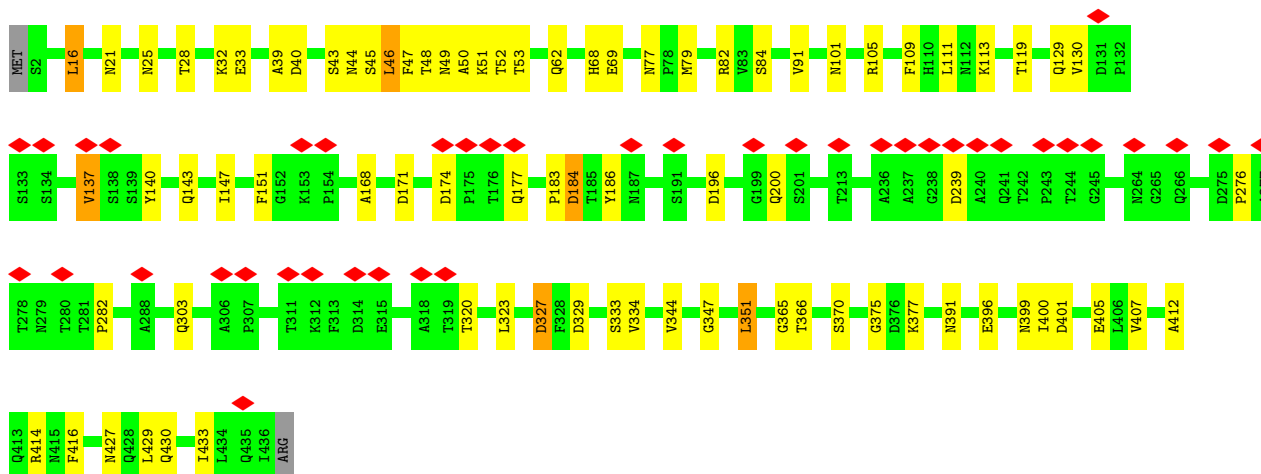 MET S2 L16 N21 N25 T28 K32 E33 A39 D40 S43 N44 S45 L46 F47 T48 N49 A50 K51 T52 T53 Q62 H68 E69 N77 P78 M79 R82 V83 S84 V91 N101 R105 F109 H110 L111 N112 K113 T119 Q129 V130 D131 P132
S133 S134 V137 S138 S139 Y140 Q143 I147 F151 G152 K153 P154 A168 D171 D174 P175 T176 Q177 P183 D184 T185 Y186 N187 S191 D196 G199 Q200 S201 T213 A236 A237 G238 D239 A240 Q241 T242 P243 T244 G245 N264 G265 Q266 D275 P276
T278 N279 T280 T281 P282 A288 Q303 A306 P307 T311 K312 F313 D314 E315 A318 T319 T320 L323 D327 F328 D329 S333 V334 V344 G347 L351 G365 T366 S370 G375 D376 K377 N391 E396 N399 I400 D401 E405 L406 V407 A412
Q413 R414 N415 F416 N427 Q428 L429 Q430 I433 L434 Q435 I436 ARG